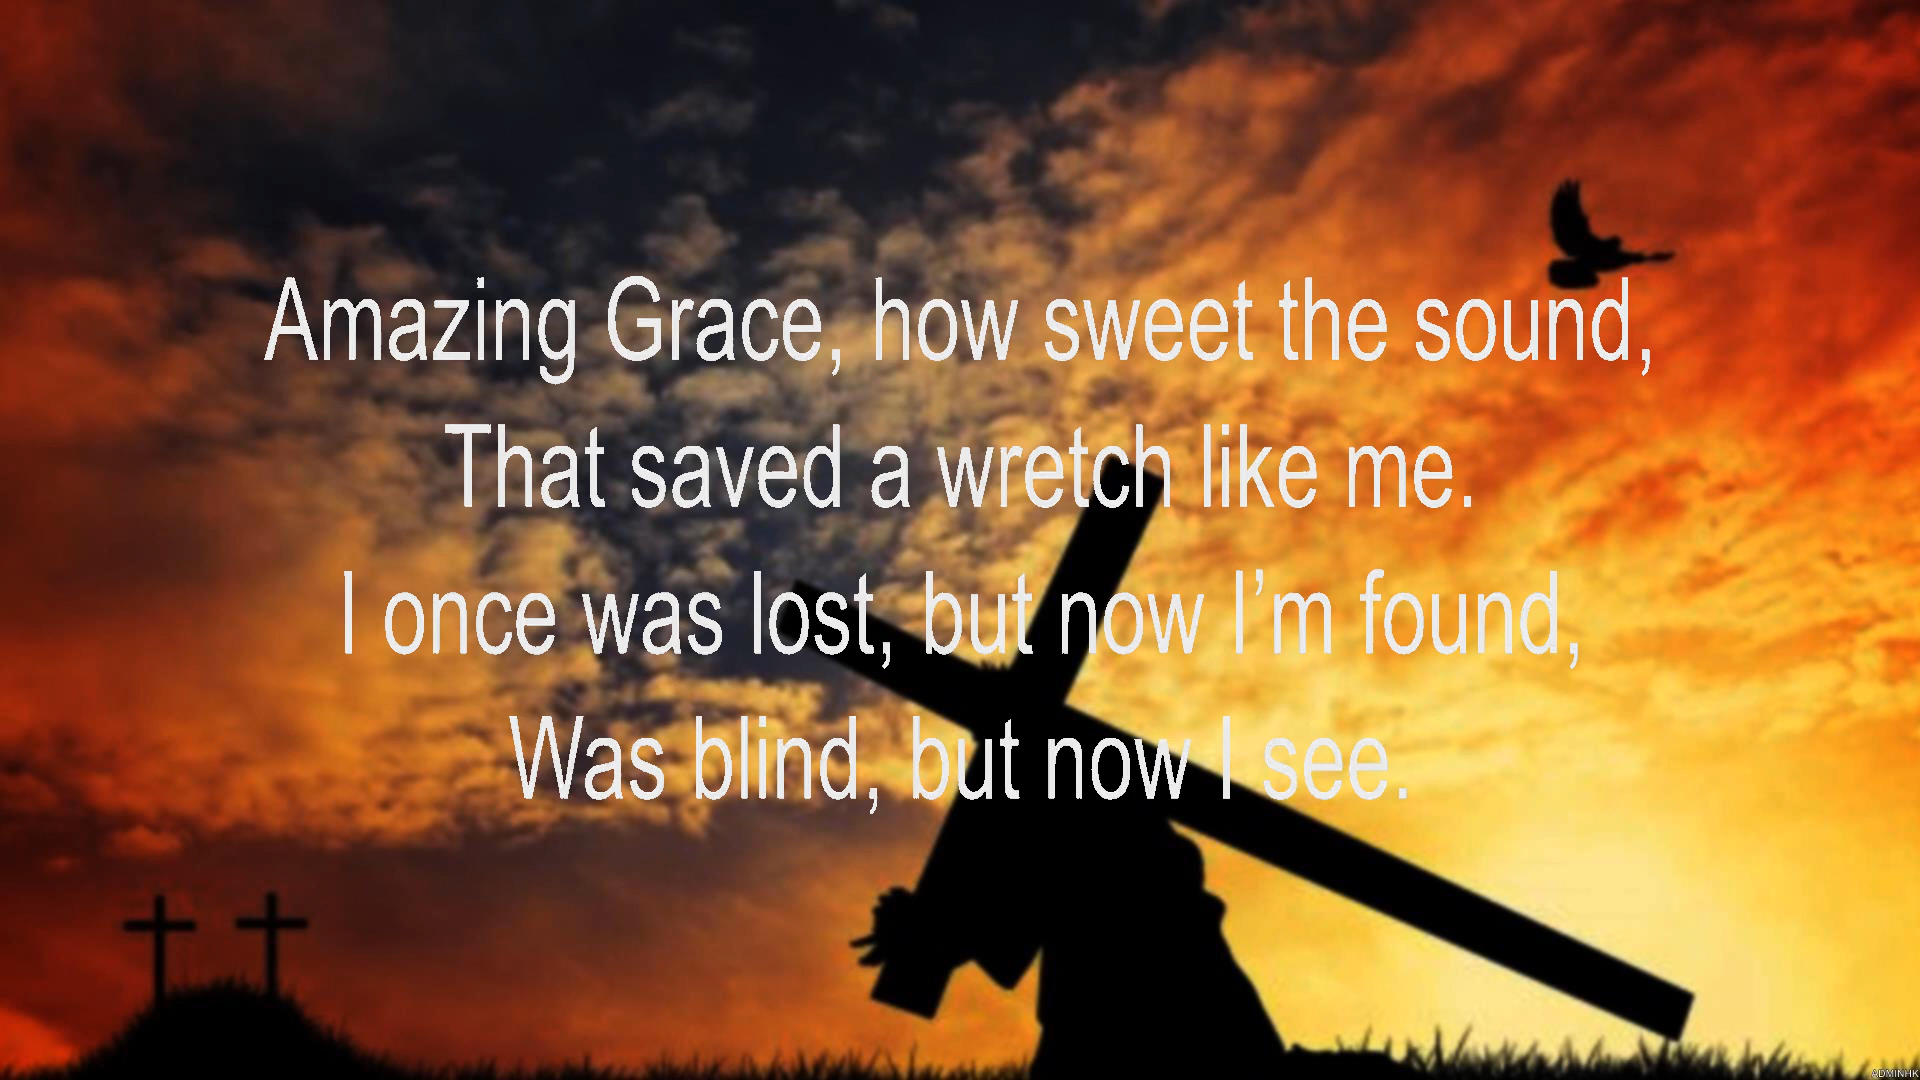 Amazing Grace, how sweet the sound,
That saved a wretch like me.
I once was lost, but now I’m found,
Was blind, but now I see.
ADMINHK